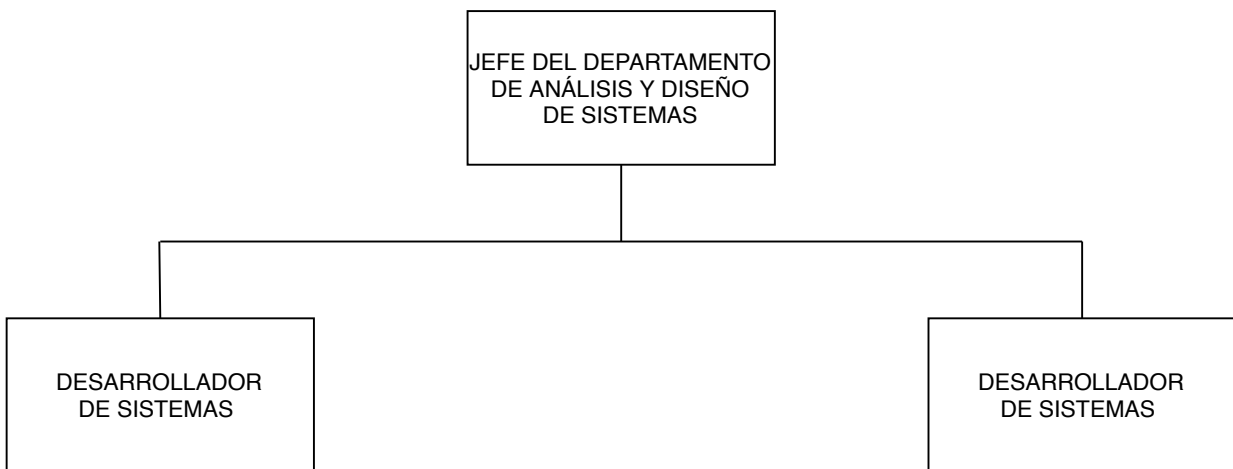 JEFE DEL DEPARTAMENTO
DE ANÁLISIS Y DISEÑO
DE SISTEMAS
DESARROLLADOR
DE SISTEMAS
DESARROLLADOR
DE SISTEMAS